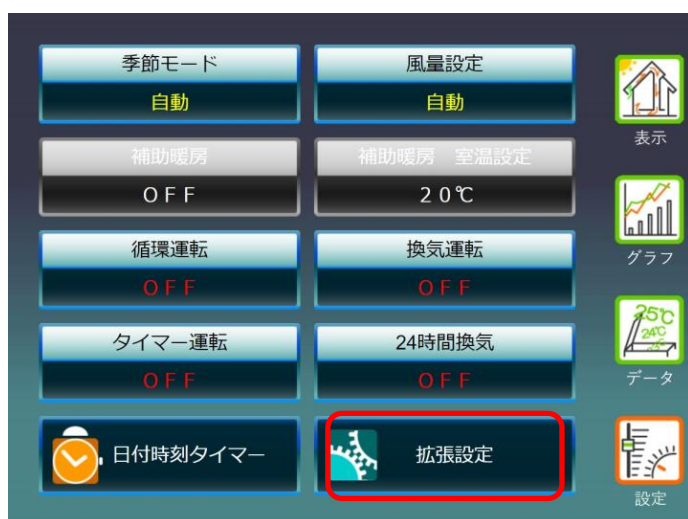 季節モード 風量設定
自動 自動
補助暖房 補助暖房 室温設定
OFF 20℃
循環運転 換気運転
OFF OFF
タイマー運転 24時間換気
OFF OFF
日付時刻タイマー 拡張設定
表示
グラフ
25℃
24℃
データ
設定